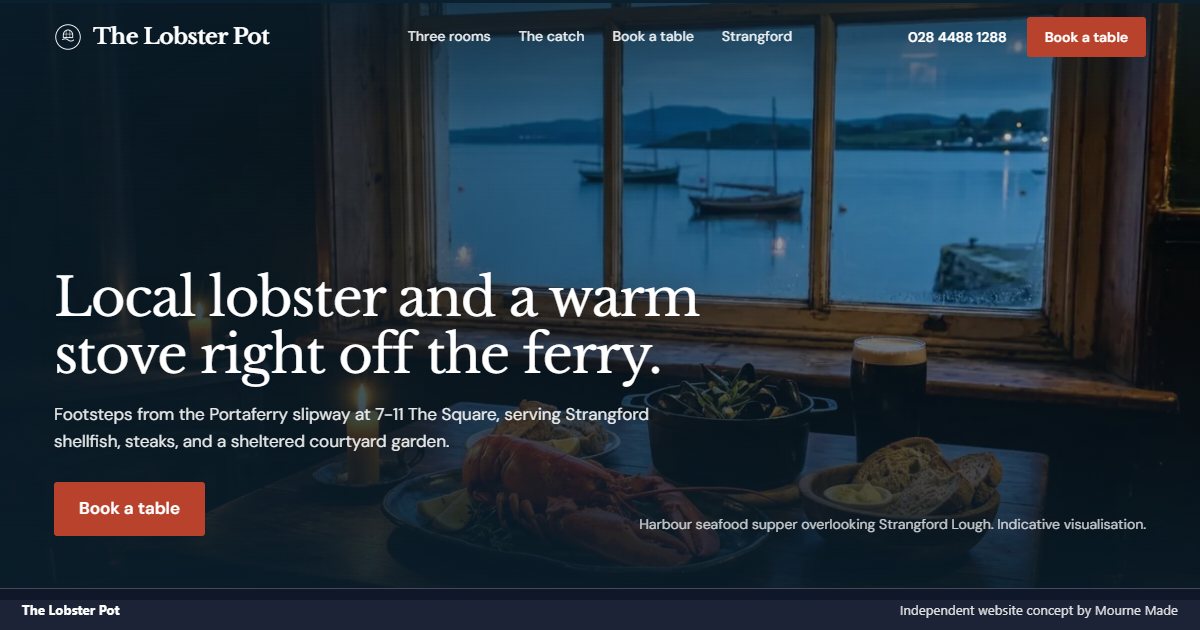 The Lobster Pot
Three rooms
The catch
Book a table
Strangford
028 4488 1288
Book a table
Local lobster and a warm
stove right off the ferry.
Footsteps from the Portaferry slipway at 7–11 The Square, serving Strangford
shellfish, steaks, and a sheltered courtyard garden.
Book a table
Harbour seafood supper overlooking Strangford Lough. Indicative visualisation.
The Lobster Pot
Independent website concept by Mourne Made